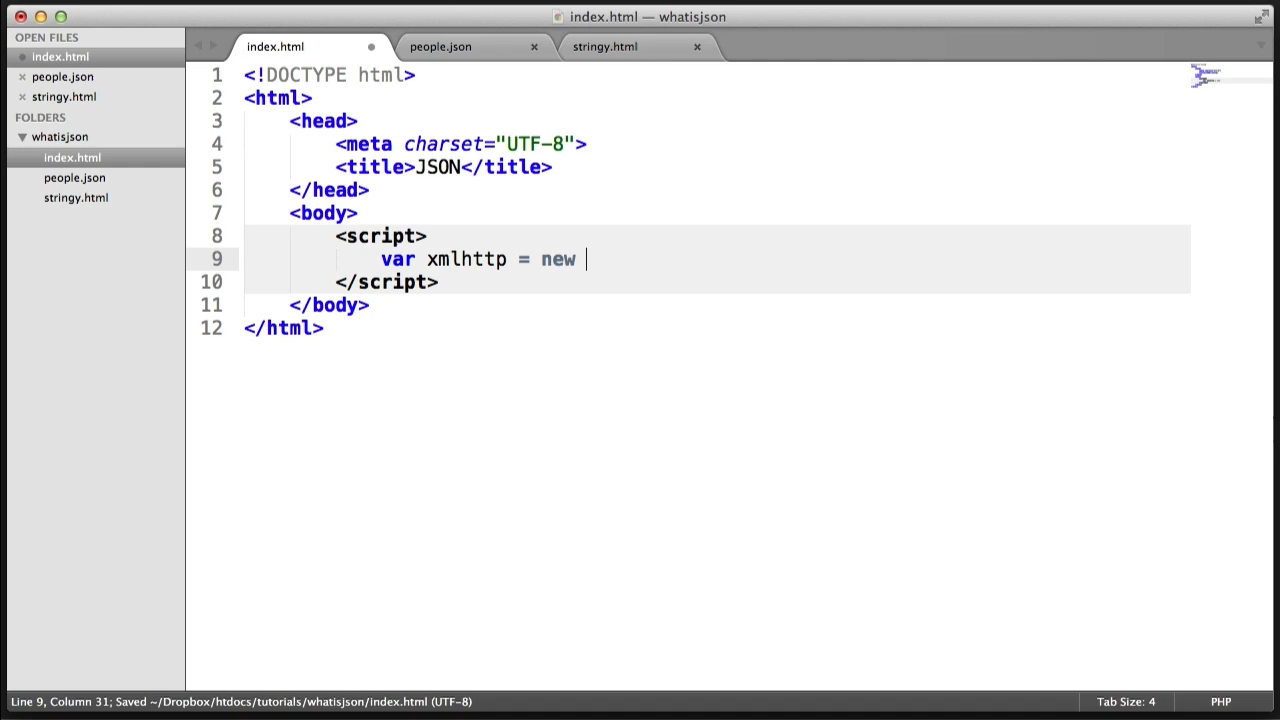 index.html — whatisjson
OPEN FILES
index.html
people.json
stringy.html
FOLDERS
whatisjson
index.html
people.json
stringy.html
index.html
people.json
stringy.html
1 <!DOCTYPE html>
2 <html>
3 <head>
4 <meta charset="UTF-8">
5 <title>JSON</title>
6 </head>
7 <body>
8 <script>
9 var xmlhttp = new
10 </script>
11 </body>
12 </html>
Line 9, Column 31; Saved ~/Dropbox/htdocs/tutorials/whatisjson/index.html (UTF-8)
Tab Size: 4
PHP